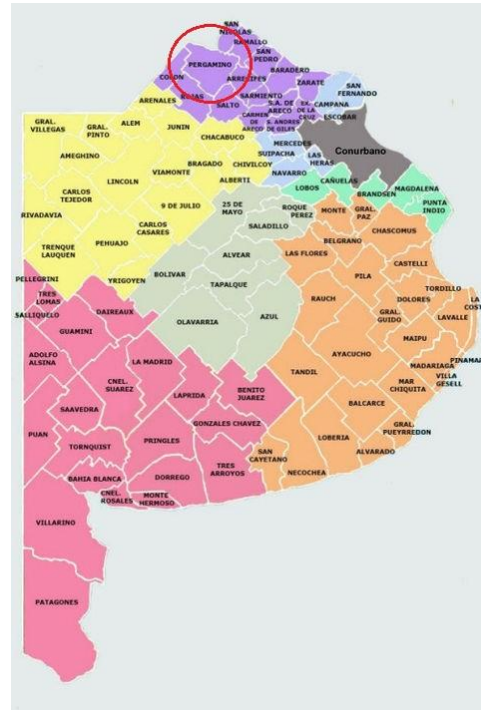 SAN
NICOLAS
RAMALLO
SAN
PEDRO
PERGAMINO
BARADERO
COLON
ARRECIFES
ZARATE
SAN
FERNANDO
ROJAS
SARMIENTO
ARENALES
SALTO
S.A. DE
ARECO
EX.
DE LA
CRUZ
CAMPANA
ESCOBAR
CARMEN
DE
ARECO
S. ANDRES
DE GILES
GRAL.
VILLEGAS
GRAL.
PINTO
ALEM
JUNIN
CHACABUCO
MERCEDES
Conurbano
SUIPACHA
LAS
HERAS
AMEGHINO
BRAGADO
CHIVILCOY
NAVARRO
VIAMONTE
ALBERTI
LINCOLN
LOBOS
CAÑUELAS
BRANDSEN
MAGDALENA
CARLOS
TEJEDOR
PUNTA
INDIO
9 DE JULIO
25 DE
MAYO
ROQUE
PEREZ
MONTE
GRAL.
PAZ
RIVADAVIA
CARLOS
CASARES
SALADILLO
CHASCOMUS
TRENQUE
LAUQUEN
PEHUAJO
BELGRANO
LAS FLORES
ALVEAR
CASTELLI
PELLEGRINI
YRIGOYEN
BOLIVAR
TAPALQUE
PILA
TORDILLO
TRES
LOMAS
SALLIQUELO
DAIREAUX
RAUCH
DOLORES
LA
COST
GUAMINI
OLAVARRIA
AZUL
GRAL.
GUIDO
LAVALLE
MAIPU
ADOLFO
ALSINA
LA MADRID
AYACUCHO
PINAMA
TANDIL
MADARIAGA
VILLA
GESELL
CNEL.
SUAREZ
LAPRIDA
BENITO
JUAREZ
MAR
CHIQUITA
SAAVEDRA
BALCARCE
GONZALES CHAVEZ
GRAL.
PUEYRREDON
PUAN
TORNQUIST
PRINGLES
LOBERIA
ALVARADO
SAN
CAYETANO
BAHIA BLANCA
DORREGO
TRES
ARROYOS
NECOCHEA
CNEL.
ROSALES
MONTE
HERMOSO
VILLARINO
PATAGONES